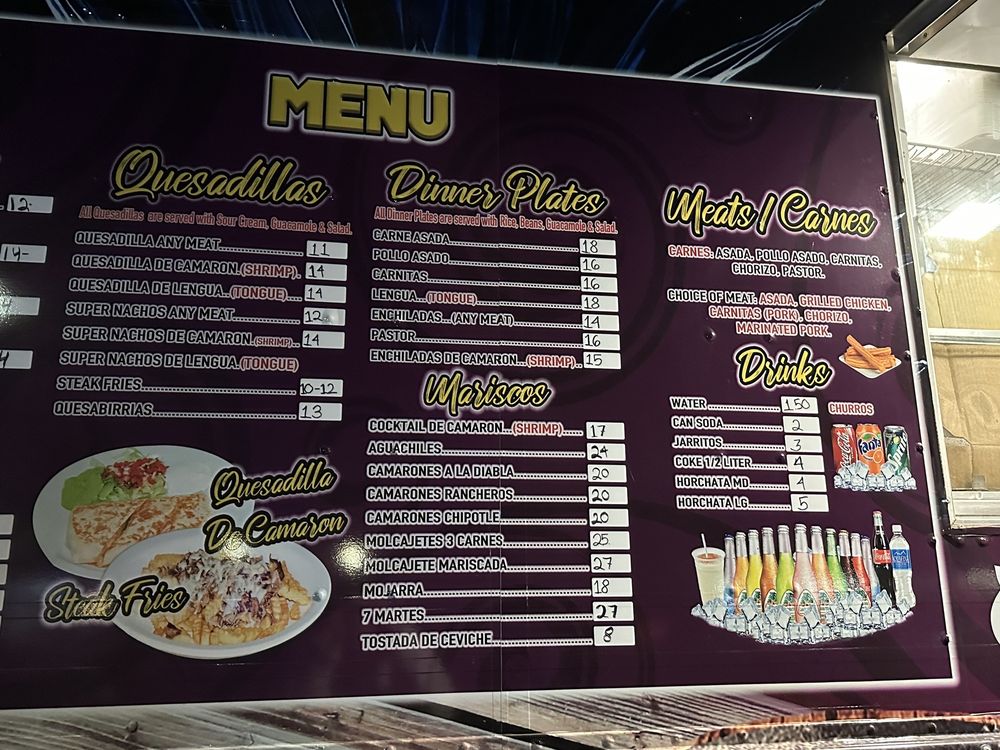 MENU
12-
14-
4
Quesadillas
All Quesadillas are served with Sour Cream, Guacamole & Salad.
QUESADILLA ANY MEAT 11
QUESADILLA DE CAMARON.(SHRIMP). 14
QUESADILLA DE LENGUA..(TONGUE).... 14
SUPER NACHOS ANY MEAT 12
SUPER NACHOS DE CAMARON.(SHRIMP)... 14
SUPER NACHOS DE LENGUA.(TONGUE)
STEAK FRIES 10-12
QUESABIRRIAS 13
Quesadilla
De Camaron
Steak Fries
Dinner Plates
All Dinner Plates are served with Rice, Beans, Guacamole & Salad.
CARNE ASADA 18
POLLO ASADO 16
CARNITAS 16
LENGUA...(TONGUE) 18
ENCHILADAS...(ANY MEAT) 14
PASTOR 16
ENCHILADAS DE CAMARON...(SHRIMP).. 15
Mariscos
COCKTAIL DE CAMARON...(SHRIMP) 17
AGUACHILES 24
CAMARONES A LA DIABLA 20
CAMARONES RANCHEROS 20
CAMARONES CHIPOTLE 20
MOLCAJETES 3 CARNES 25
MOLCAJETE MARISCADA 27
MOJARRA 18
7 MARTES 27
TOSTADA DE CEVICHE 8
Meats / Carnes
CARNES: ASADA, POLLO ASADO, CARNITAS,
CHORIZO, PASTOR.
CHOICE OF MEAT: ASADA, GRILLED CHICKEN,
CARNITAS (PORK), CHORIZO,
MARINATED PORK.
Drinks
WATER 1.50
CAN SODA 2
JARRITOS 3
COKE 1/2 LITER 4
HORCHATA MD 4
HORCHATA LG 5
CHURROS
Coca-Cola
Fanta